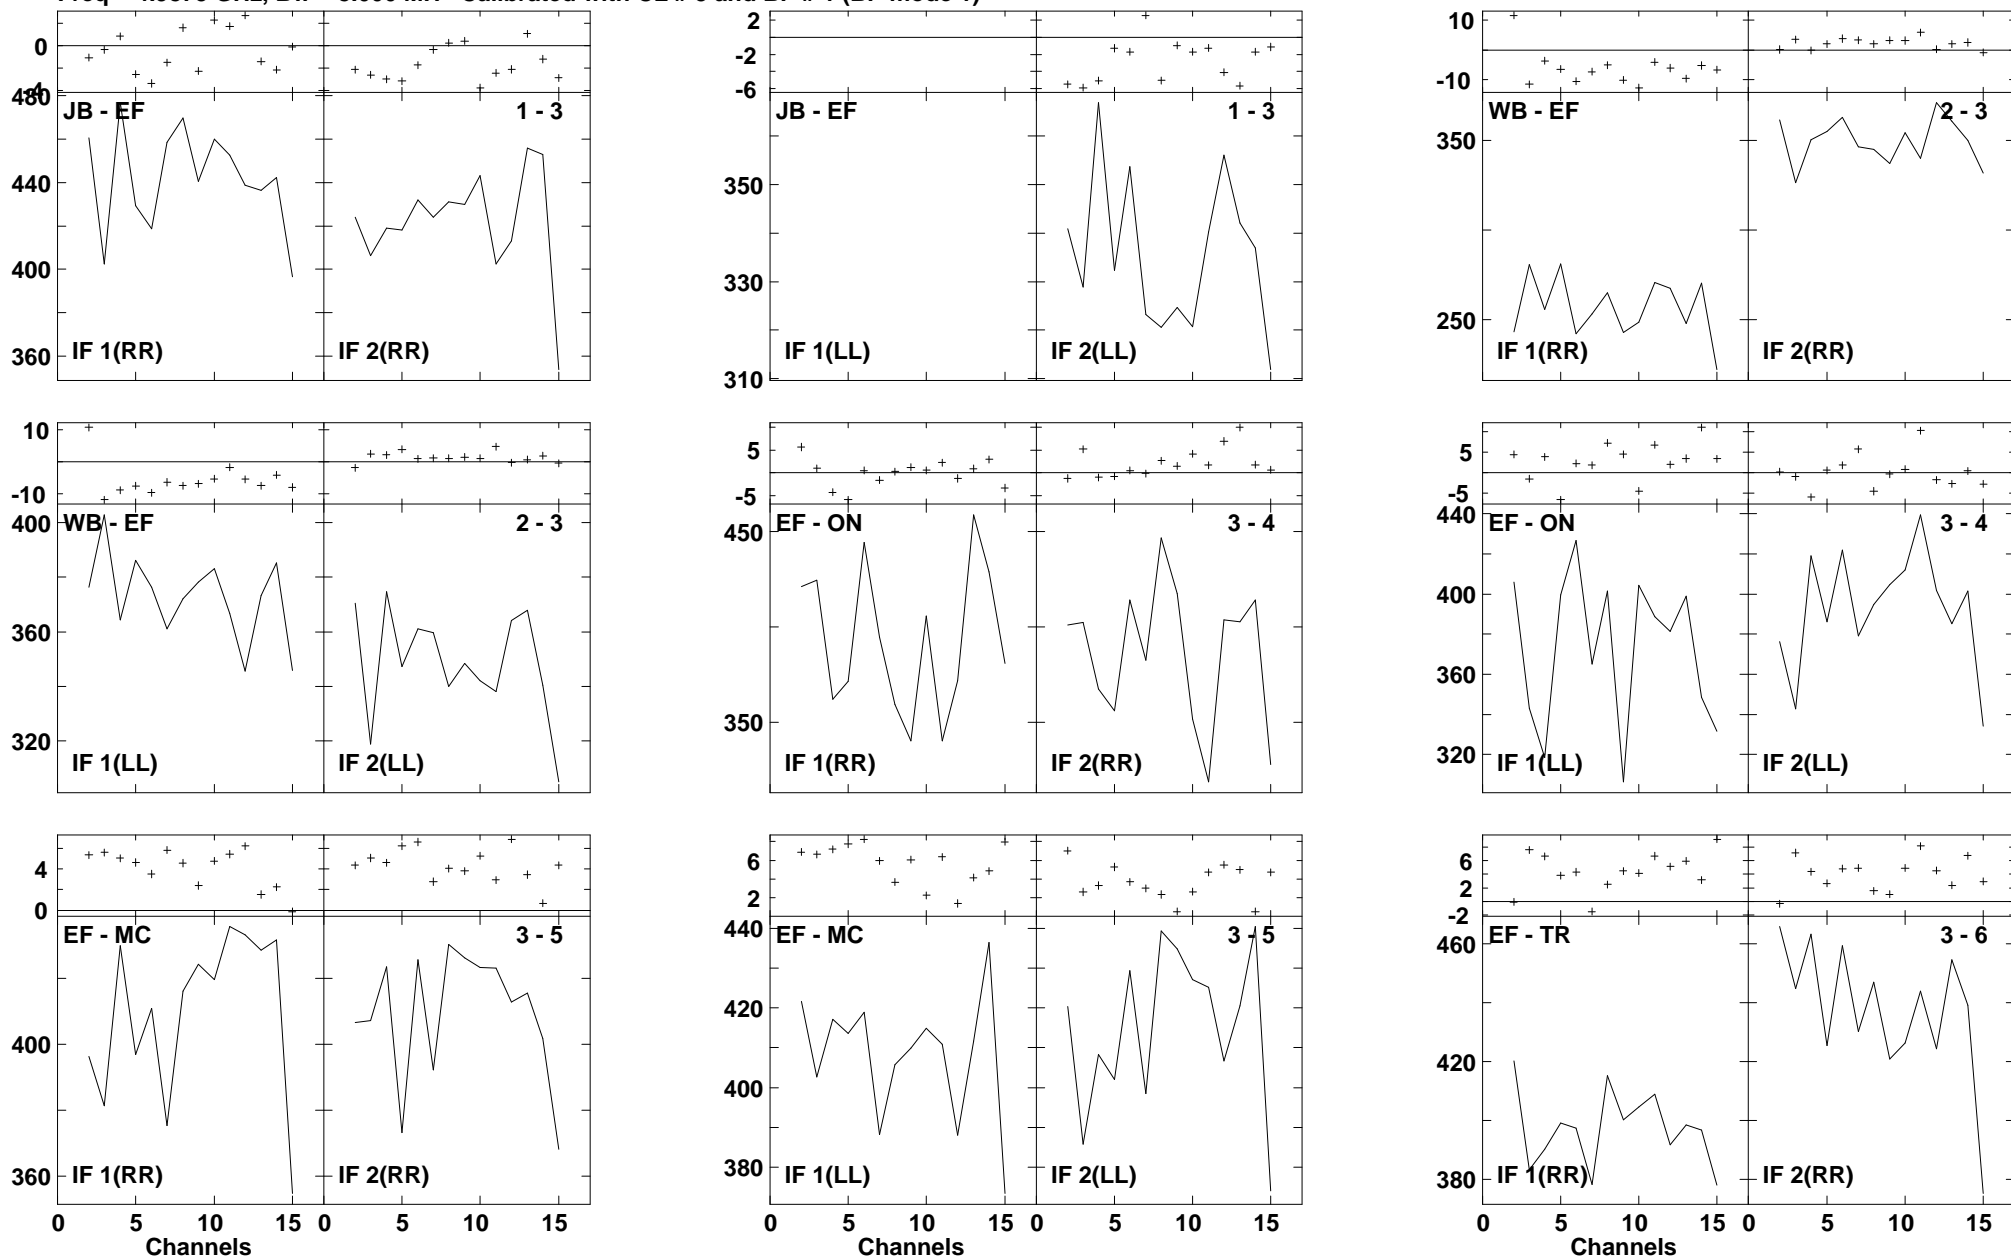 0
-4
480
440
400
360
JB - EF
1 - 3
IF 1(RR)
IF 2(RR)
2
-2
-6
350
330
310
JB - EF
1 - 3
IF 1(LL)
IF 2(LL)
10
-10
350
250
WB - EF
2 - 3
IF 1(RR)
IF 2(RR)
10
-10
400
360
320
WB - EF
2 - 3
IF 1(LL)
IF 2(LL)
5
-5
450
350
EF - ON
3 - 4
IF 1(RR)
IF 2(RR)
5
-5
440
400
360
320
EF - ON
3 - 4
IF 1(LL)
IF 2(LL)
4
0
400
360
EF - MC
3 - 5
IF 1(RR)
IF 2(RR)
0 5 10 15 0 5 10 15
Channels
6
2
440
420
400
380
EF - MC
3 - 5
IF 1(LL)
IF 2(LL)
0 5 10 15 0 5 10 15
Channels
6
2
-2
460
420
380
EF - TR
3 - 6
IF 1(RR)
IF 2(RR)
0 5 10 15 0 5 10 15
Channels